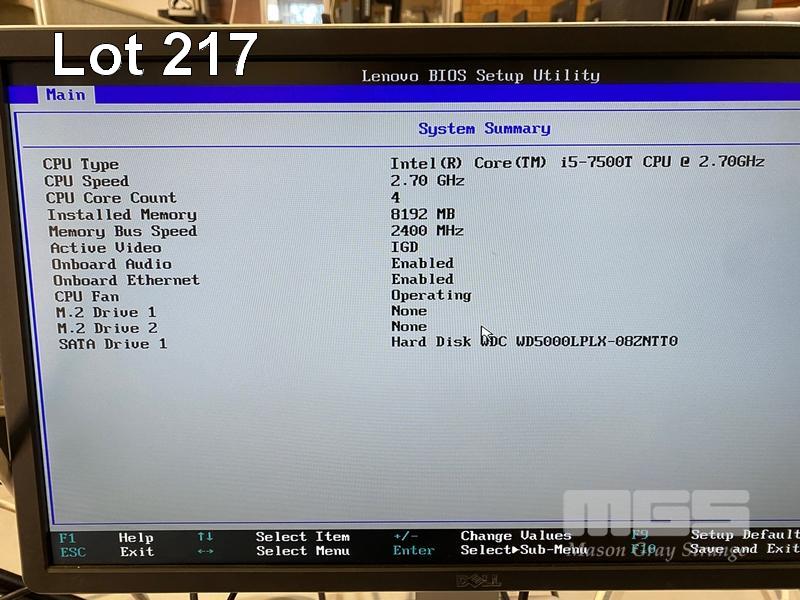 Lot 217
Lenovo BIOS Setup Utility
Main
System Summary
CPU Type Intel(R) Core(TM) i5-7500T CPU @ 2.70GHz
CPU Speed 2.70 GHz
CPU Core Count 4
Installed Memory 8192 MB
Memory Bus Speed 2400 MHz
Active Video IGD
Onboard Audio Enabled
Onboard Ethernet Enabled
CPU Fan Operating
M.2 Drive 1 None
M.2 Drive 2 None
SATA Drive 1 Hard Disk WDC WD5000LPLX-08ZNTT0
MGS
Mason Gray Strange
F1 Help ↑↓ Select Item +/- Change Values F9 Setup Default
ESC Exit ←→ Select Menu Enter Select▶Sub-Menu F10 Save and Exit
DELL